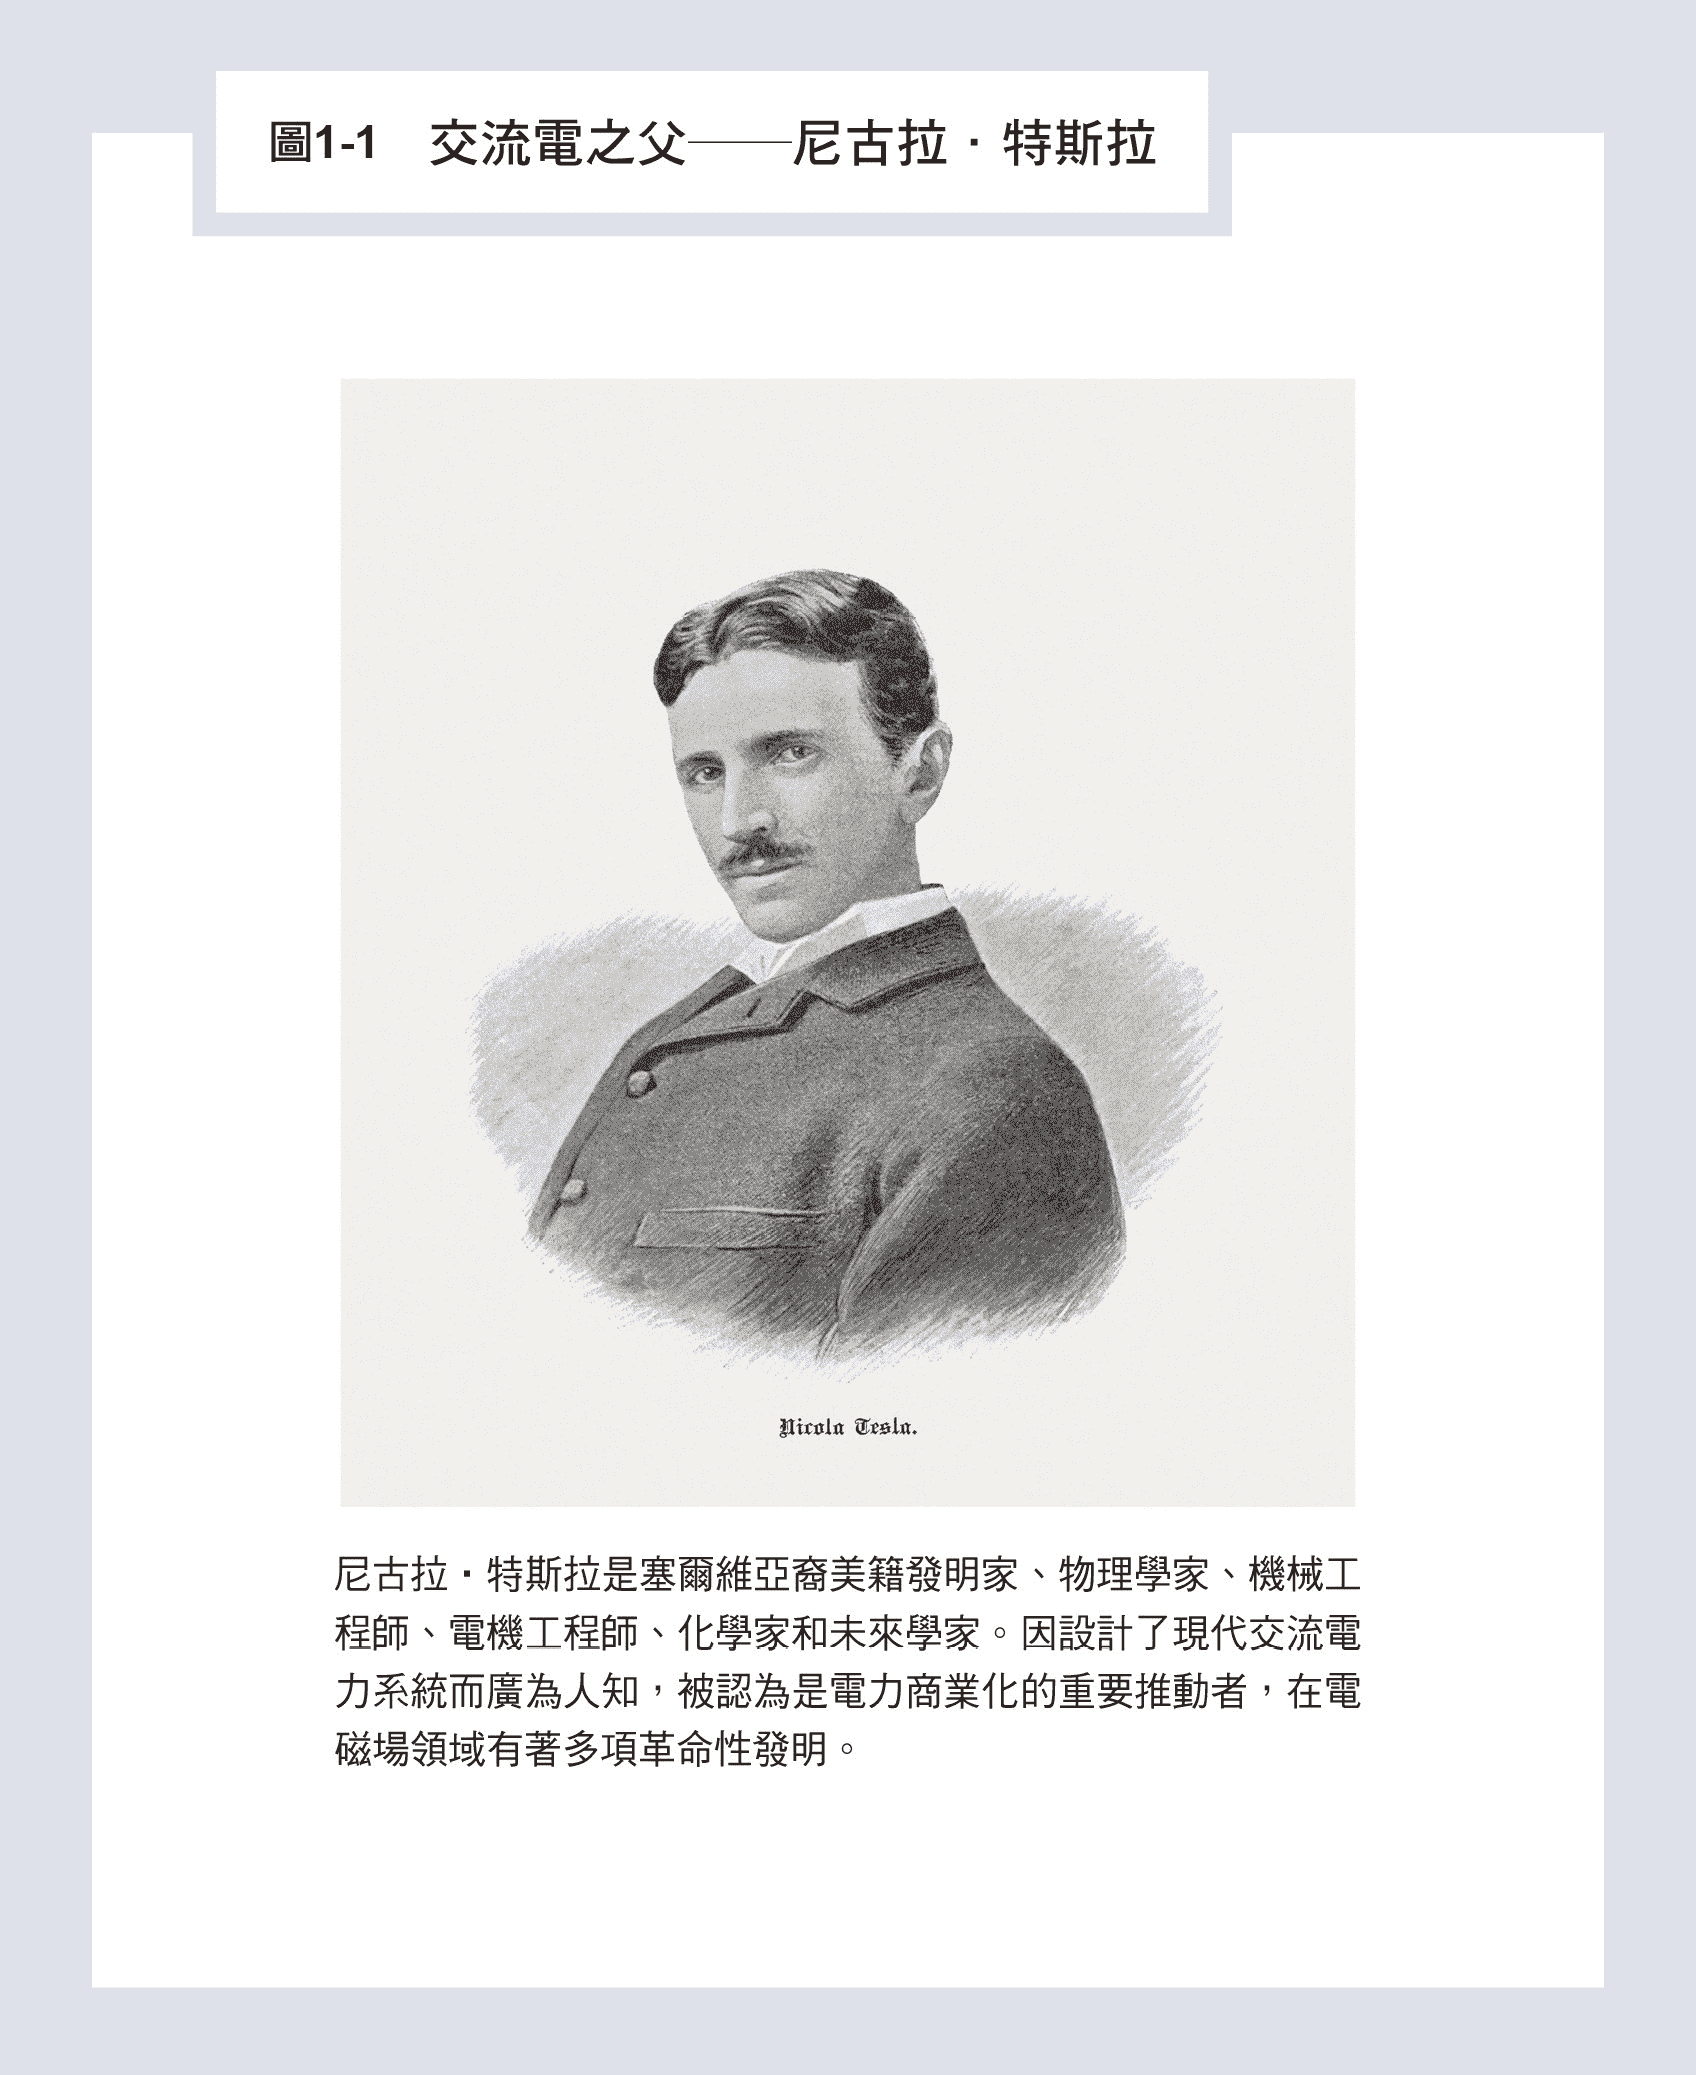 圖1-1　交流電之父——尼古拉．特斯拉
Nicola Tesla.
尼古拉．特斯拉是塞爾維亞裔美籍發明家、物理學家、機械工
程師、電機工程師、化學家和未來學家。因設計了現代交流電
力系統而廣為人知，被認為是電力商業化的重要推動者，在電
磁場領域有著多項革命性發明。